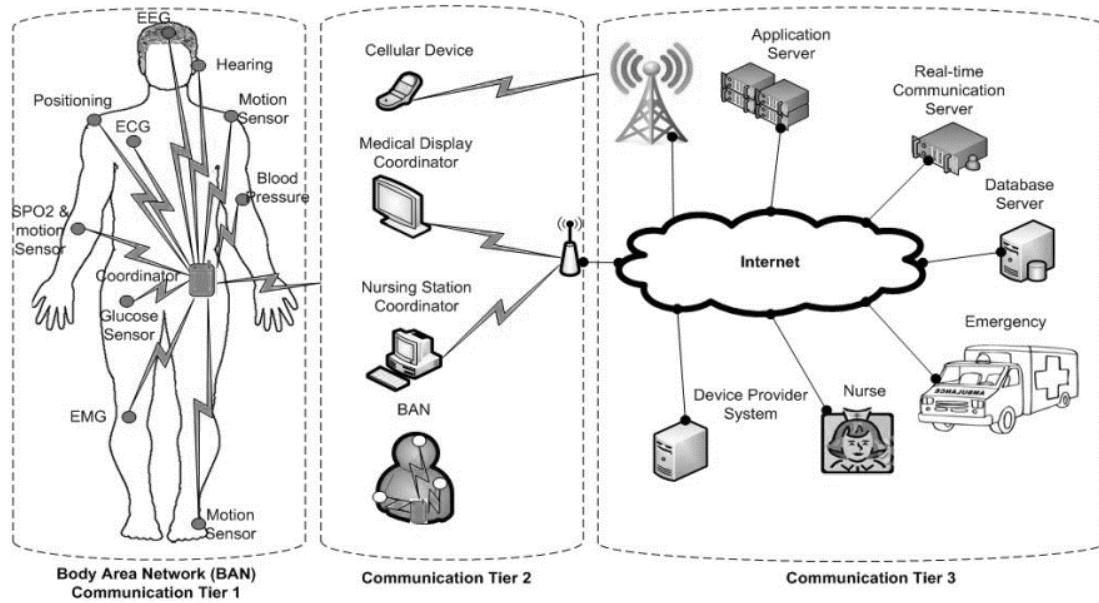 EEG
Hearing
Positioning
Motion
Sensor
ECG
Blood
Pressure
SPO2 &
motion
Sensor
Coordinator
Glucose
Sensor
EMG
Motion
Sensor
Body Area Network (BAN)
Communication Tier 1
Cellular Device
Medical Display
Coordinator
Nursing Station
Coordinator
BAN
Communication Tier 2
Application
Server
Real-time
Communication
Server
Database
Server
Internet
Emergency
Device Provider
System
Nurse
AMBULANCE
Communication Tier 3